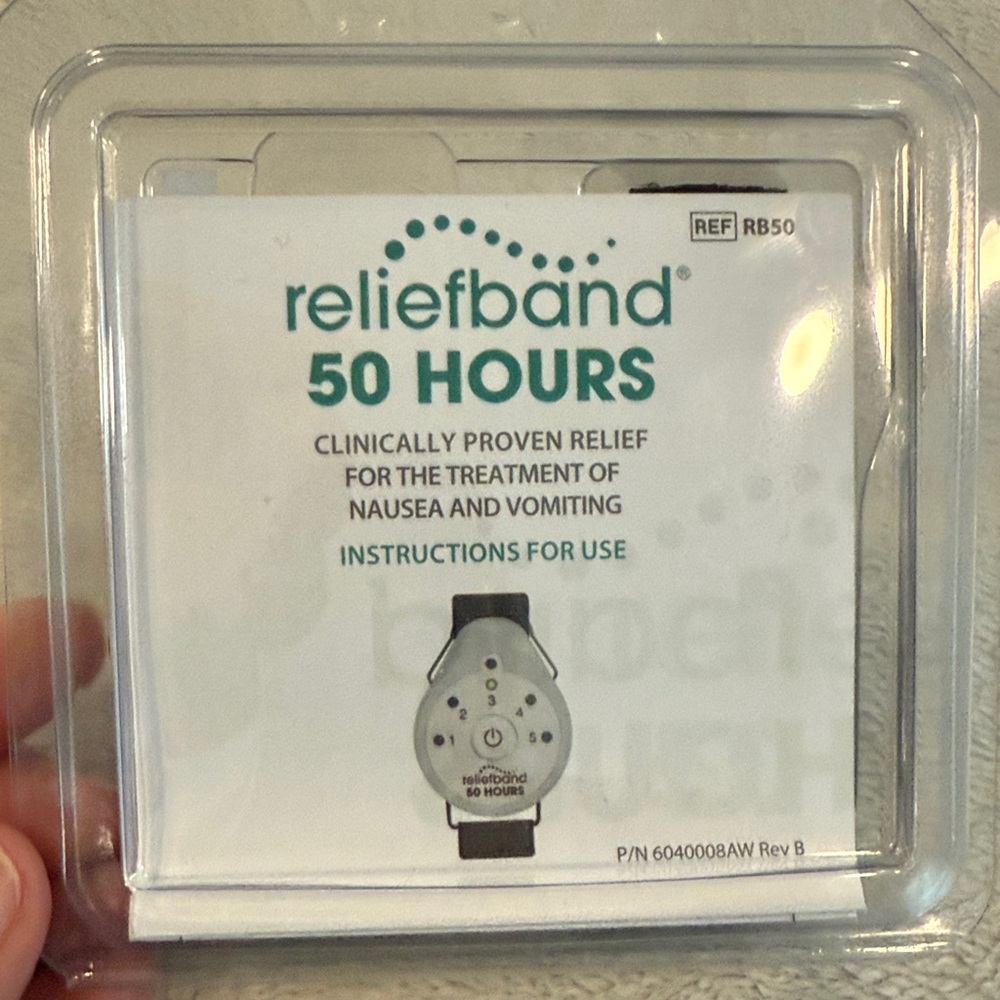 REF RB50
reliefband®
50 HOURS
CLINICALLY PROVEN RELIEF
FOR THE TREATMENT OF
NAUSEA AND VOMITING
INSTRUCTIONS FOR USE
3
2 4
1 5
reliefband
50 HOURS
P/N 6040008AW Rev B